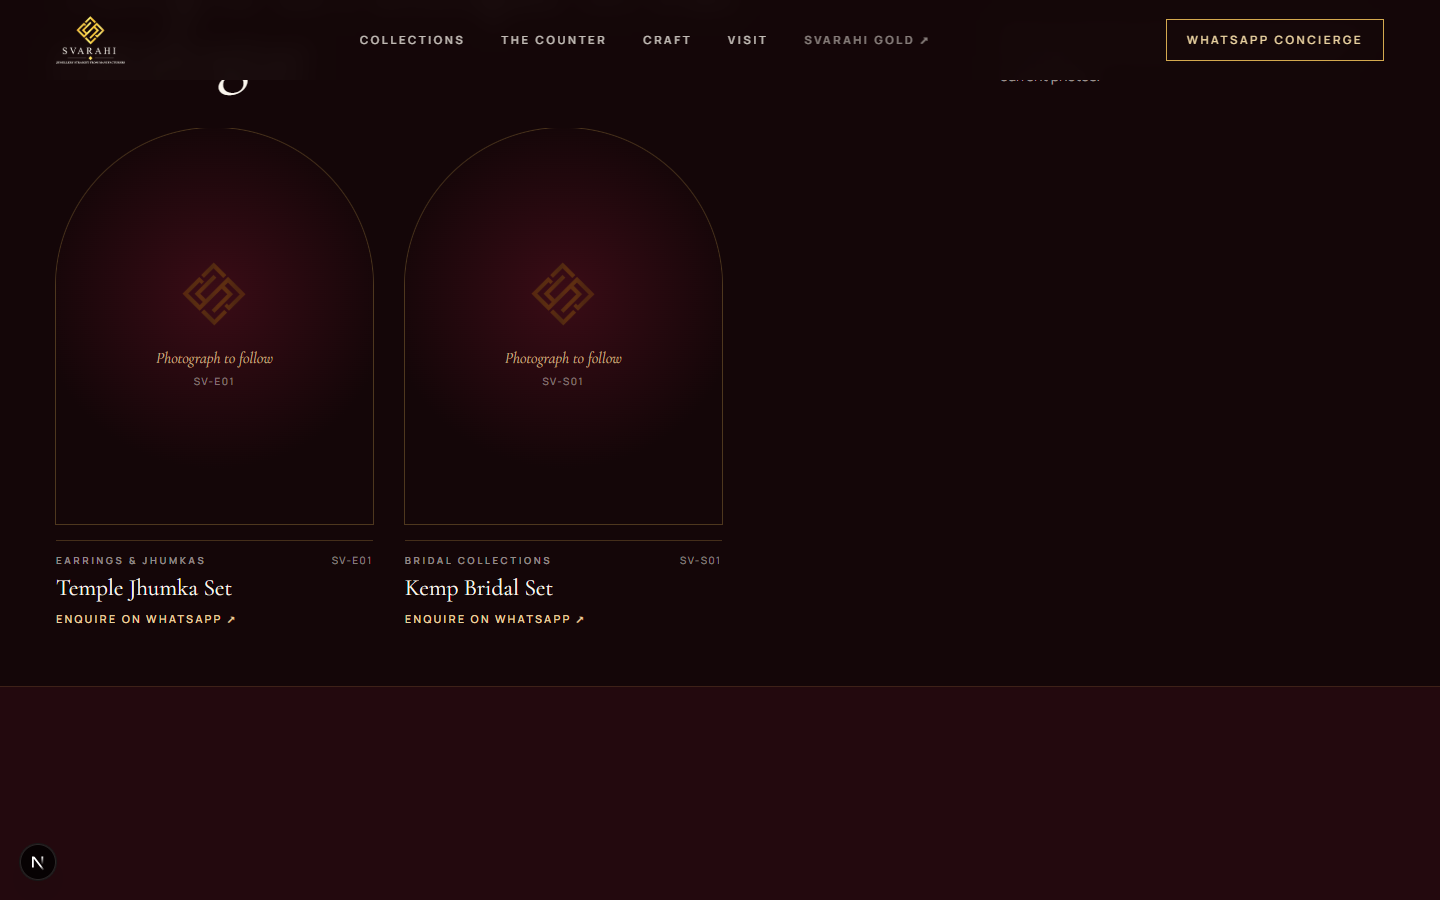 SVARAHI
COLLECTIONS
THE COUNTER
CRAFT
VISIT
SVARAHI GOLD ↗
WHATSAPP CONCIERGE
Photograph to follow
SV-E01
Photograph to follow
SV-S01
EARRINGS & JHUMKAS
SV-E01
Temple Jhumka Set
ENQUIRE ON WHATSAPP ↗
BRIDAL COLLECTIONS
SV-S01
Kemp Bridal Set
ENQUIRE ON WHATSAPP ↗
N